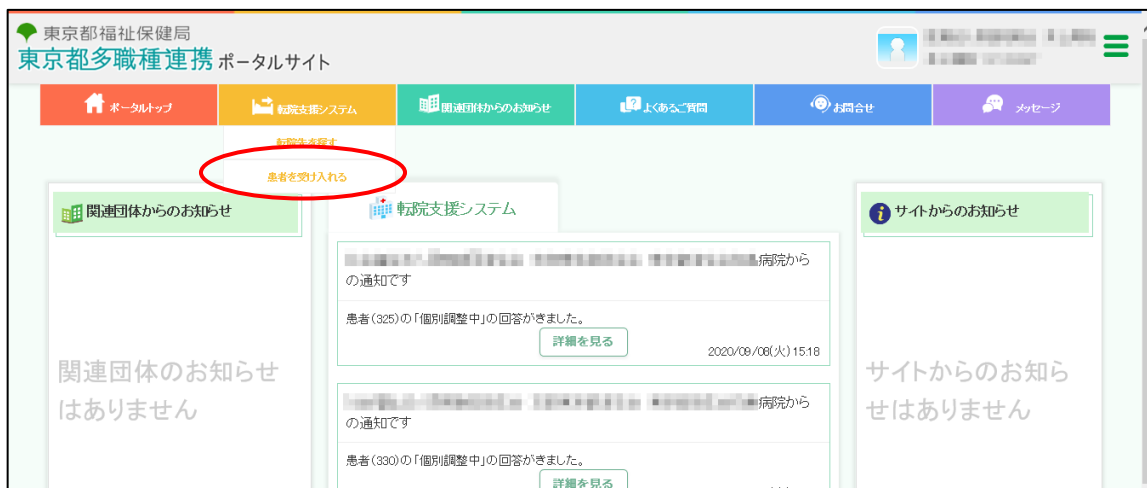 東京都福祉保健局
東京都多職種連携 ポータルサイト
ポータルトップ
転院支援システム
関連団体からのお知らせ
よくあるご質問
お問合せ
メッセージ
転院先を探す
患者を受け入れる
関連団体からのお知らせ
関連団体のお知らせ
はありません
転院支援システム
病院から
の通知です
患者(325)の「個別調整中」の回答がきました。
詳細を見る
2020/09/08(火) 15:18
病院から
の通知です
患者(330)の「個別調整中」の回答がきました。
詳細を見る
サイトからのお知らせ
サイトからのお知ら
せはありません